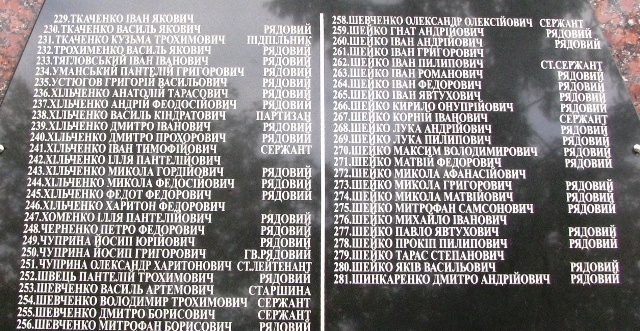 229.ТКАЧЕНКО ІВАН ЯКОВИЧ
230.ТКАЧЕНКО ВАСИЛЬ ЯКОВИЧ РЯДОВИЙ
231.ТКАЧЕНКО КУЗЬМА ТРОХИМОВИЧ ПІДПІЛЬНИК
232.ТРОХИМЕНКО ВАСИЛЬ ЯКОВИЧ РЯДОВИЙ
233.ТЯГЛОВСЬКИЙ ІВАН ІВАНОВИЧ РЯДОВИЙ
234.УМАНСЬКИЙ ПАНТЕЛІЙ ГРИГОРОВИЧ РЯДОВИЙ
235.УСТЮГОВ ГРИГОРІЙ ВАСИЛЬОВИЧ РЯДОВИЙ
236.ХІЛЬЧЕНКО АНАТОЛІЙ ТАРАСОВИЧ РЯДОВИЙ
237.ХІЛЬЧЕНКО АНДРІЙ ФЕОДОСІЙОВИЧ РЯДОВИЙ
238.ХІЛЬЧЕНКО ВАСИЛЬ КІНДРАТОВИЧ ПАРТИЗАН
239.ХІЛЬЧЕНКО ДМИТРО ІВАНОВИЧ РЯДОВИЙ
240.ХІЛЬЧЕНКО ДМИТРО ПРОХОРОВИЧ РЯДОВИЙ
241.ХІЛЬЧЕНКО ІВАН ТИМОФІЙОВИЧ СЕРЖАНТ
242.ХІЛЬЧЕНКО ІЛЛЯ ПАНТЕЛІЙОВИЧ
243.ХІЛЬЧЕНКО МИКОЛА ГОРДІЙОВИЧ РЯДОВИЙ
244.ХІЛЬЧЕНКО МИКОЛА ФЕДОСІЙОВИЧ РЯДОВИЙ
245.ХІЛЬЧЕНКО ФЕДОТ ФЕДОРОВИЧ РЯДОВИЙ
246.ХІЛЬЧЕНКО ХАРИТОН ФЕДОРОВИЧ
247.ХОМЕНКО ІЛЛЯ ПАНТЕЛІЙОВИЧ РЯДОВИЙ
248.ЧЕРНЕНКО ПЕТРО ФЕДОРОВИЧ РЯДОВИЙ
249.ЧУПРИНА ЙОСИП ЮРІЙОВИЧ РЯДОВИЙ
250.ЧУПРИНА ЙОСИП ГРИГОРОВИЧ ГВ.РЯДОВИЙ
251.ЧУПРИНА ОЛЕКСАНДР ХАРИТОНОВИЧ СТ.ЛЕЙТЕНАНТ
252.ШВЕЦЬ ПАНТЕЛІЙ ТРОХИМОВИЧ РЯДОВИЙ
253.ШЕВЧЕНКО ВАСИЛЬ АРТЕМОВИЧ СТАРШИНА
254.ШЕВЧЕНКО ВОЛОДИМИР ТРОХИМОВИЧ СЕРЖАНТ
255.ШЕВЧЕНКО ДМИТРО БОРИСОВИЧ СЕРЖАНТ
256.ШЕВЧЕНКО МИТРОФАН БОРИСОВИЧ РЯДОВИЙ
258.ШЕВЧЕНКО ОЛЕКСАНДР ОЛЕКСІЙОВИЧ СЕРЖАНТ
259.ШЕЙКО ГНАТ АНДРІЙОВИЧ РЯДОВИЙ
260.ШЕЙКО ІВАН АНДРІЙОВИЧ РЯДОВИЙ
261.ШЕЙКО ІВАН ГРИГОРОВИЧ
262.ШЕЙКО ІВАН ПИЛИПОВИЧ СТ.СЕРЖАНТ
263.ШЕЙКО ІВАН РОМАНОВИЧ РЯДОВИЙ
264.ШЕЙКО ІВАН ФЕДОРОВИЧ РЯДОВИЙ
265.ШЕЙКО ІВАН ЯВТУХОВИЧ РЯДОВИЙ
266.ШЕЙКО КИРИЛО ОНУПРІЙОВИЧ РЯДОВИЙ
267.ШЕЙКО КОРНІЙ ІВАНОВИЧ СЕРЖАНТ
268.ШЕЙКО ЛУКА АНДРІЙОВИЧ РЯДОВИЙ
269.ШЕЙКО ЛУКА ПИЛИПОВИЧ РЯДОВИЙ
270.ШЕЙКО МАКСИМ ВОЛОДИМИРОВИЧ РЯДОВИЙ
271.ШЕЙКО МАТВІЙ ФЕДОРОВИЧ РЯДОВИЙ
272.ШЕЙКО МИКОЛА АФАНАСІЙОВИЧ
273.ШЕЙКО МИКОЛА ГРИГОРОВИЧ РЯДОВИЙ
274.ШЕЙКО МИКОЛА МАТВІЙОВИЧ РЯДОВИЙ
275.ШЕЙКО МИТРОФАН САМСОНОВИЧ РЯДОВИЙ
276.ШЕЙКО МИХАЙЛО ІВАНОВИЧ
277.ШЕЙКО ПАВЛО ЯВТУХОВИЧ РЯДОВИЙ
278.ШЕЙКО ПРОКІП ПИЛИПОВИЧ РЯДОВИЙ
279.ШЕЙКО ТАРАС СТЕПАНОВИЧ
280.ШЕЙКО ЯКІВ ВАСИЛЬОВИЧ РЯДОВИЙ
281.ШИНКАРЕНКО ДМИТРО АНДРІЙОВИЧ РЯДОВИЙ